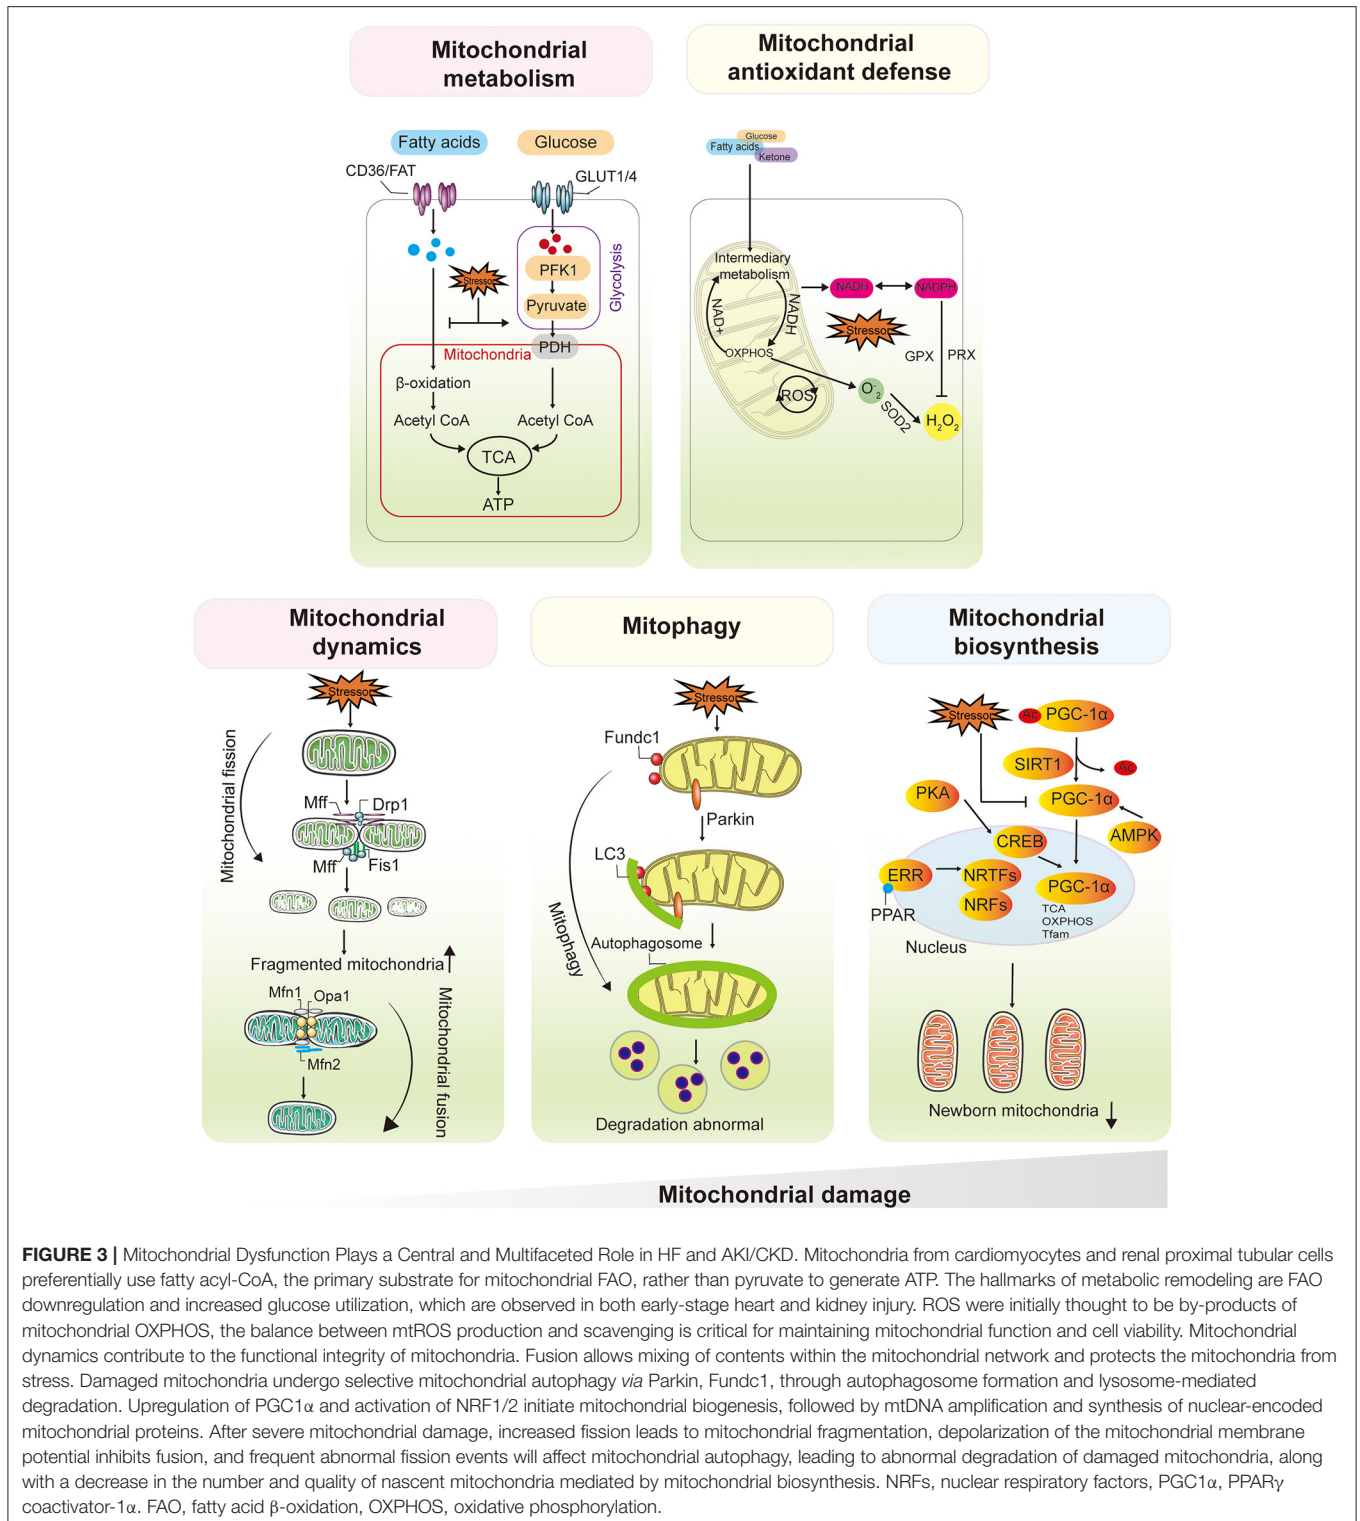 Mitochondrial
metabolism
Mitochondrial
antioxidant defense
Fatty acids
Glucose
CD36/FAT
GLUT1/4
Stressor
PFK1
Pyruvate
Glycolysis
PDH
Mitochondria
β-oxidation
Acetyl CoA
Acetyl CoA
TCA
ATP
Glucose
Fatty acids
Ketone
Intermediary
metabolism
NAD+
NADH
OXPHOS
ROS
NADH
NADPH
Stressor
GPX
PRX
O⁻₂
SOD2
H₂O₂
Mitochondrial
dynamics
Stressor
Mitochondrial fission
Mff
Drp1
Mff
Fis1
Fragmented mitochondria
Mfn1
Opa1
Mfn2
Mitochondrial fusion
Mitophagy
Stressor
Fundc1
Parkin
LC3
Mitophagy
Autophagosome
Degradation abnormal
Mitochondrial
biosynthesis
Stressor
Ac
PGC-1α
SIRT1
Ac
PKA
PGC-1α
AMPK
CREB
ERR
NRTFs
PGC-1α
NRFs
PPAR
TCA
OXPHOS
Tfam
Nucleus
Newborn mitochondria
Mitochondrial damage
FIGURE 3 | Mitochondrial Dysfunction Plays a Central and Multifaceted Role in HF and AKI/CKD. Mitochondria from cardiomyocytes and renal proximal tubular cells
preferentially use fatty acyl-CoA, the primary substrate for mitochondrial FAO, rather than pyruvate to generate ATP. The hallmarks of metabolic remodeling are FAO
downregulation and increased glucose utilization, which are observed in both early-stage heart and kidney injury. ROS were initially thought to be by-products of
mitochondrial OXPHOS, the balance between mtROS production and scavenging is critical for maintaining mitochondrial function and cell viability. Mitochondrial
dynamics contribute to the functional integrity of mitochondria. Fusion allows mixing of contents within the mitochondrial network and protects the mitochondria from
stress. Damaged mitochondria undergo selective mitochondrial autophagy via Parkin, Fundc1, through autophagosome formation and lysosome-mediated
degradation. Upregulation of PGC1α and activation of NRF1/2 initiate mitochondrial biogenesis, followed by mtDNA amplification and synthesis of nuclear-encoded
mitochondrial proteins. After severe mitochondrial damage, increased fission leads to mitochondrial fragmentation, depolarization of the mitochondrial membrane
potential inhibits fusion, and frequent abnormal fission events will affect mitochondrial autophagy, leading to abnormal degradation of damaged mitochondria, along
with a decrease in the number and quality of nascent mitochondria mediated by mitochondrial biosynthesis. NRFs, nuclear respiratory factors, PGC1α, PPARγ
coactivator-1α. FAO, fatty acid β-oxidation, OXPHOS, oxidative phosphorylation.